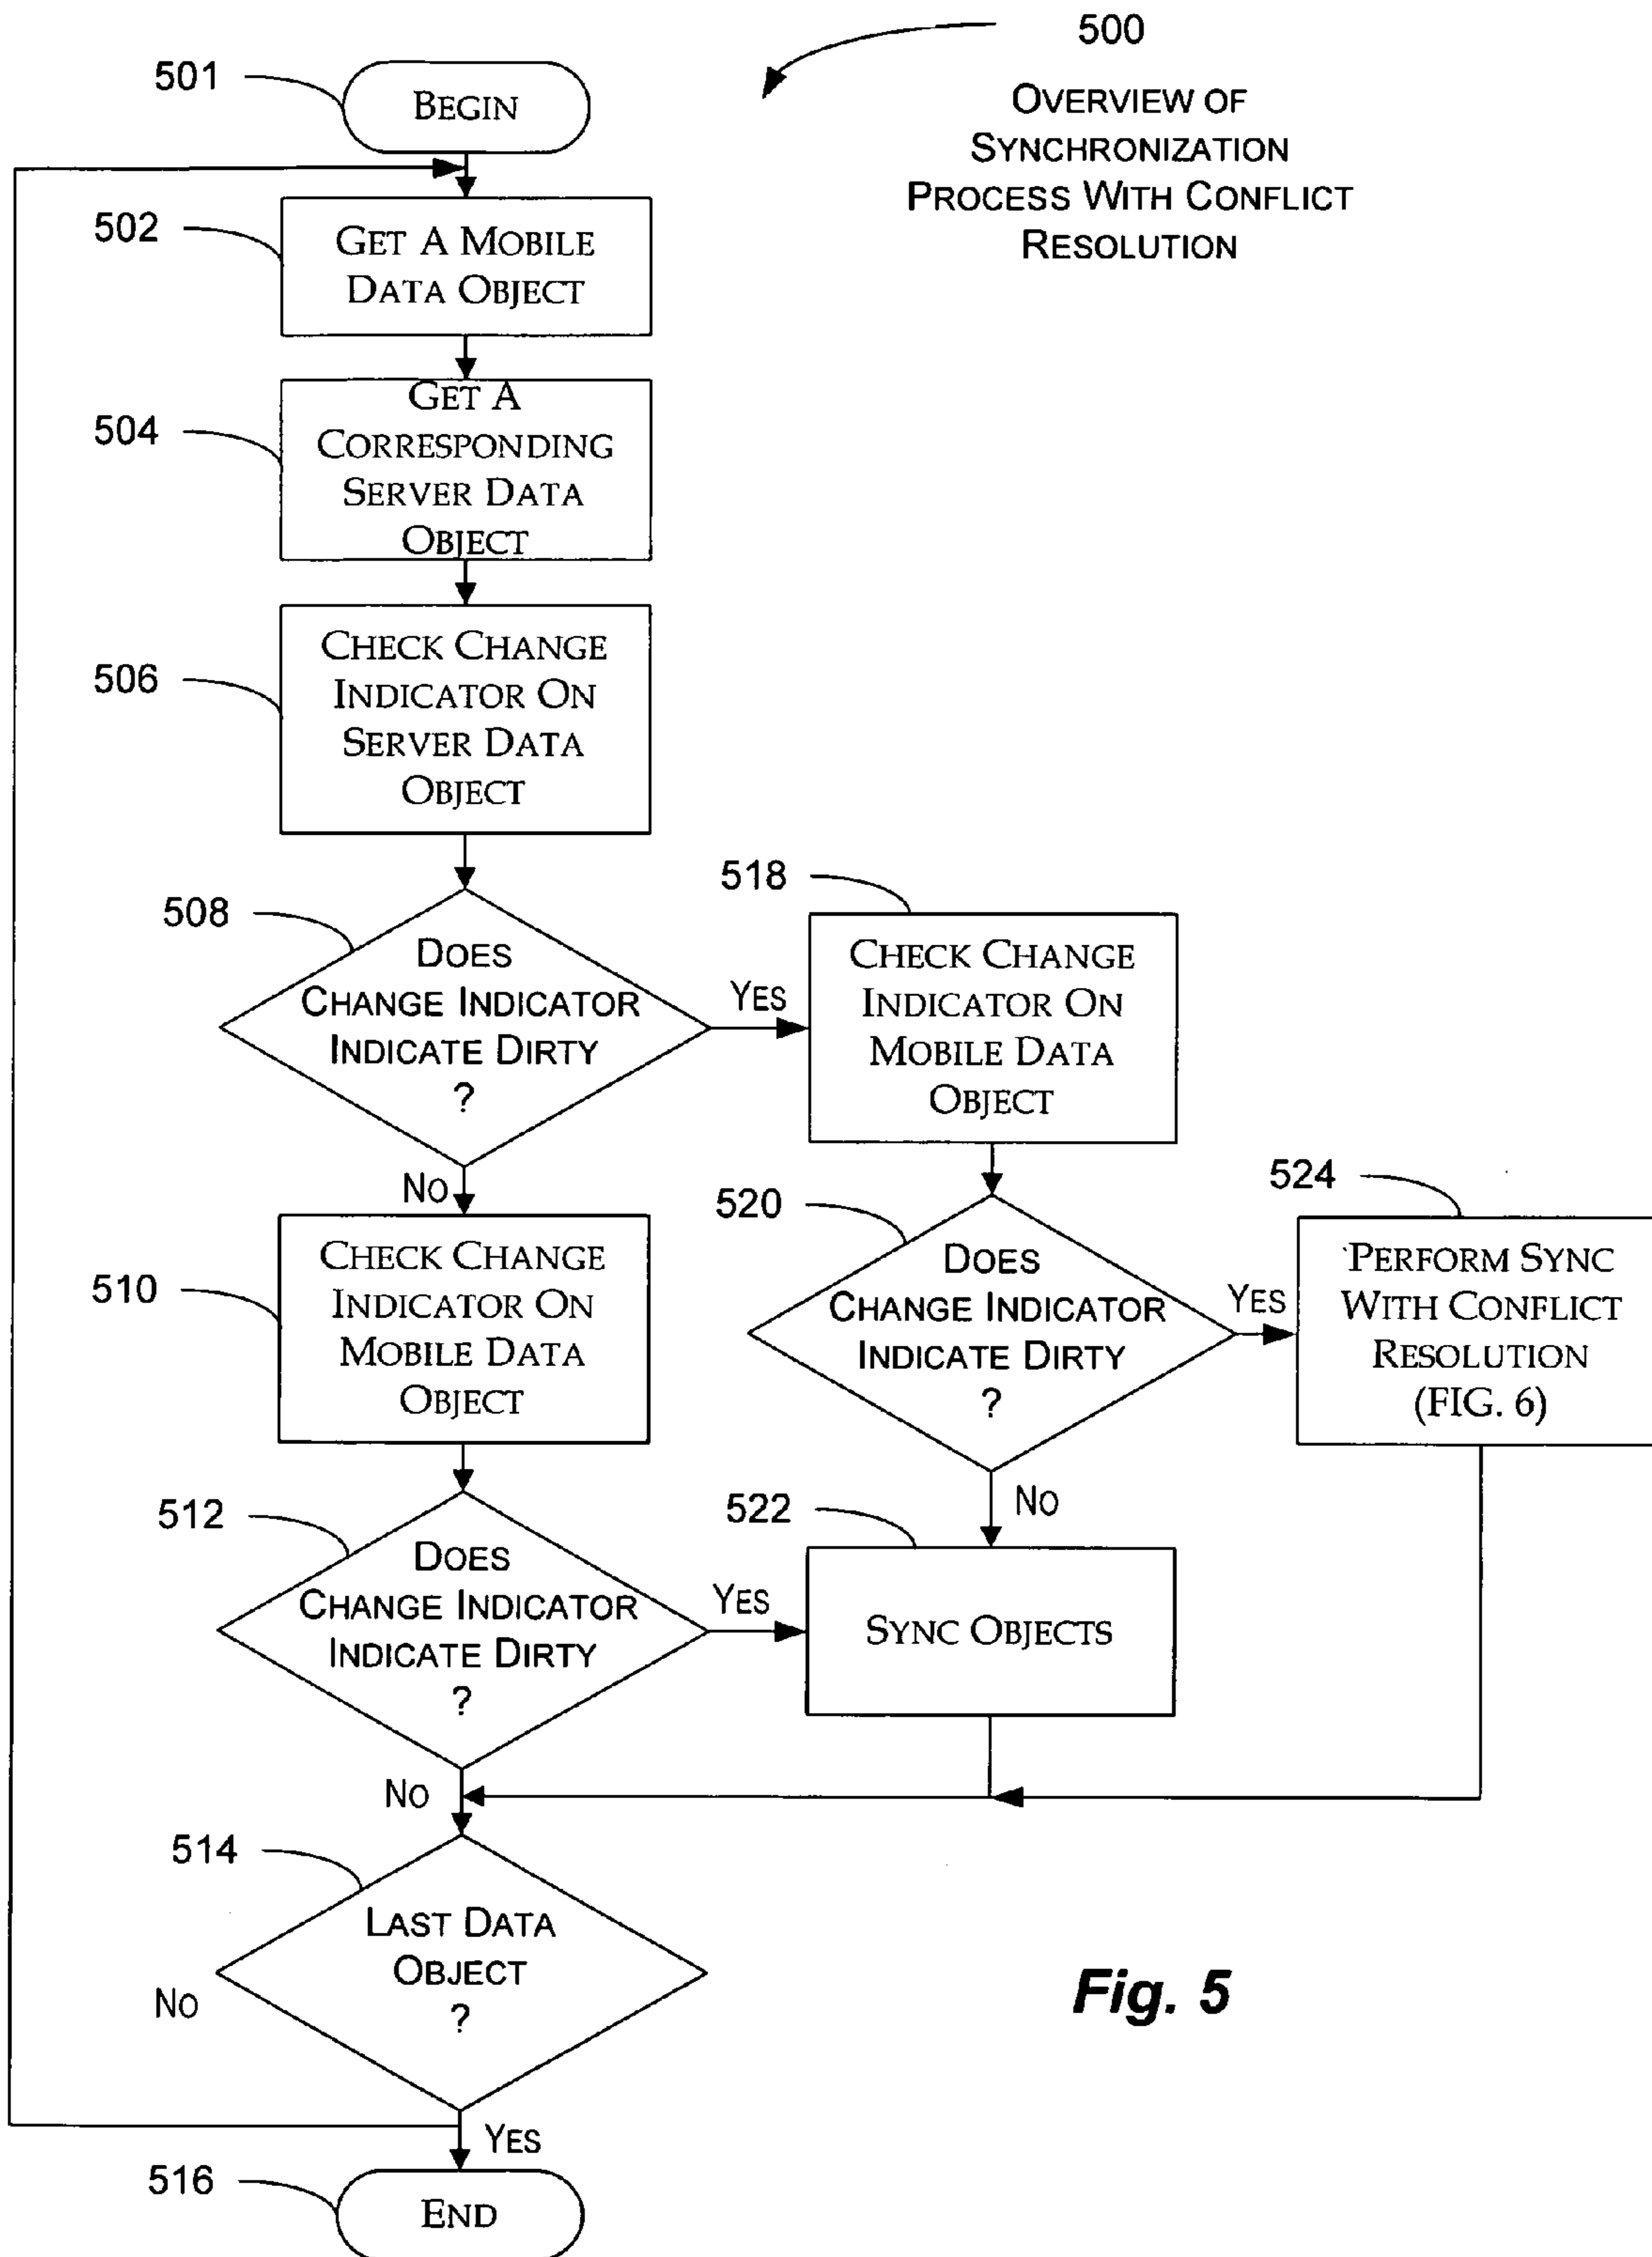 500
OVERVIEW OF
SYNCHRONIZATION
PROCESS WITH CONFLICT
RESOLUTION
501
BEGIN
502
GET A MOBILE
DATA OBJECT
504
GET A
CORRESPONDING
SERVER DATA
OBJECT
506
CHECK CHANGE
INDICATOR ON
SERVER DATA
OBJECT
508
DOES
CHANGE INDICATOR
INDICATE DIRTY
?
YES
NO
518
CHECK CHANGE
INDICATOR ON
MOBILE DATA
OBJECT
510
CHECK CHANGE
INDICATOR ON
MOBILE DATA
OBJECT
520
DOES
CHANGE INDICATOR
INDICATE DIRTY
?
YES
NO
524
PERFORM SYNC
WITH CONFLICT
RESOLUTION
(FIG. 6)
512
DOES
CHANGE INDICATOR
INDICATE DIRTY
?
YES
NO
522
SYNC OBJECTS
514
LAST DATA
OBJECT
?
NO
YES
516
END
Fig. 5